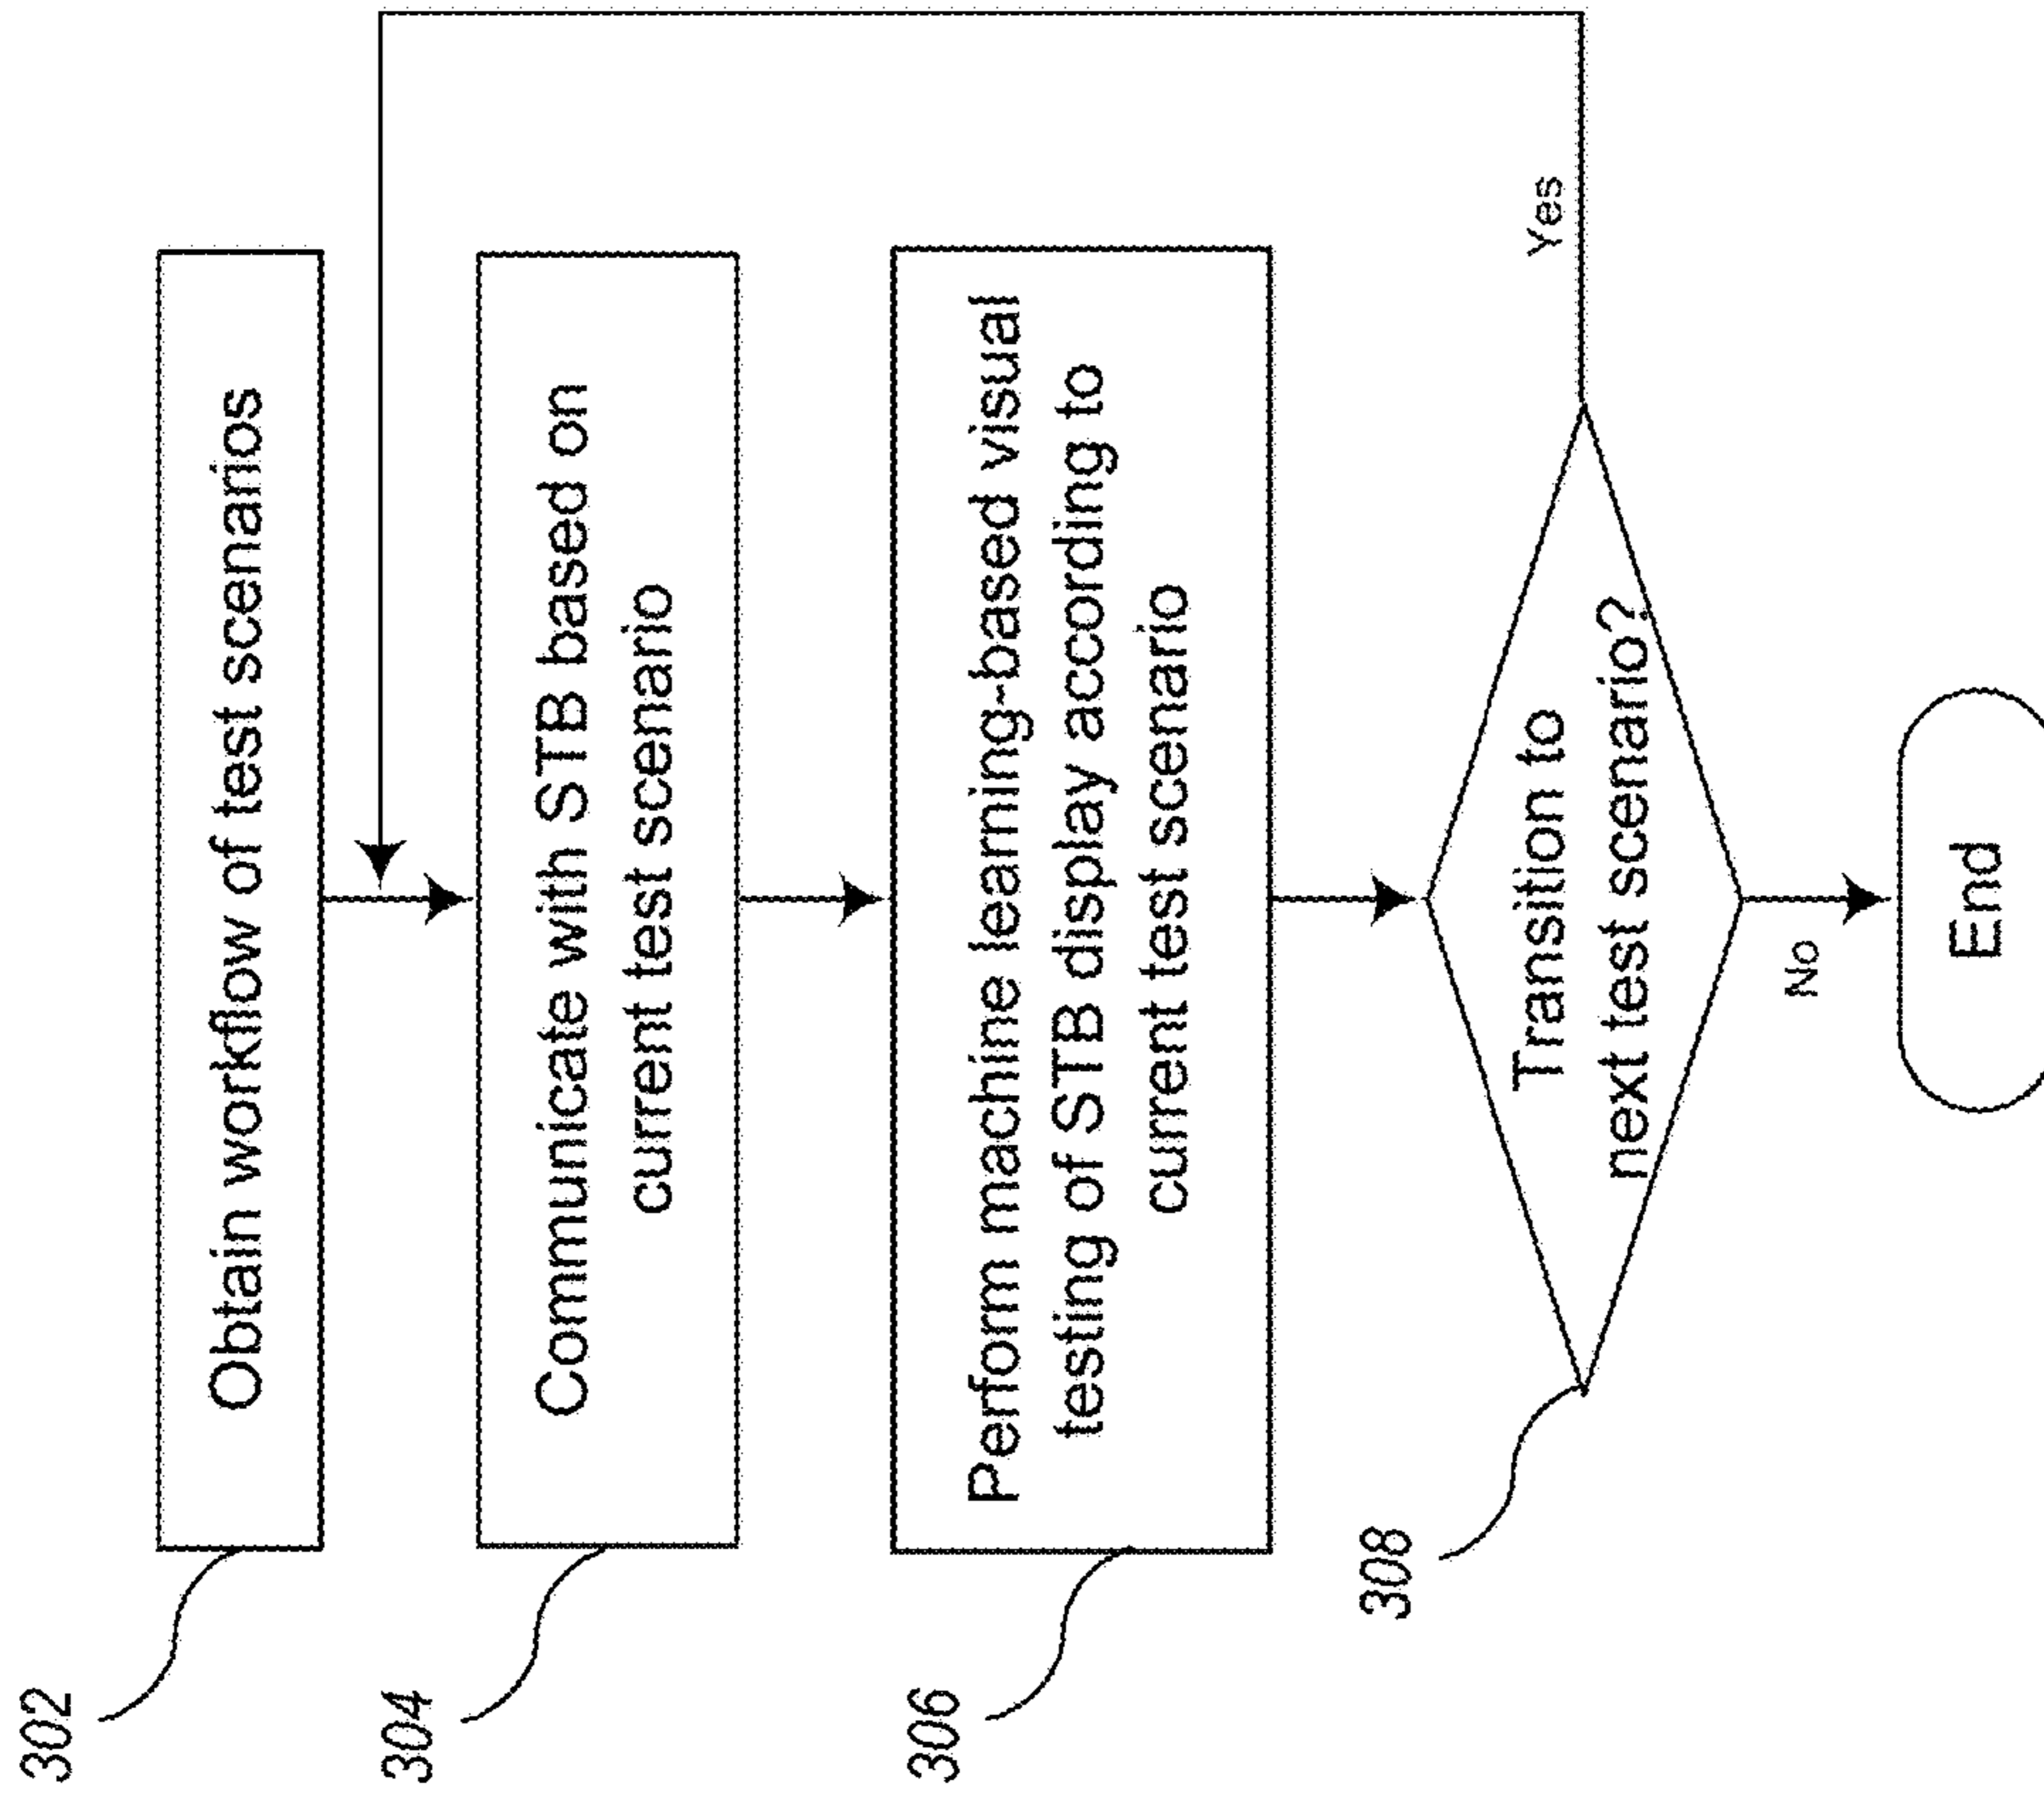 302
Obtain workflow of test scenarios
304
Communicate with STB based on
current test scenario
306
Perform machine learning-based visual
testing of STB display according to
current test scenario
308
Transition to
next test scenario?
Yes
No
End